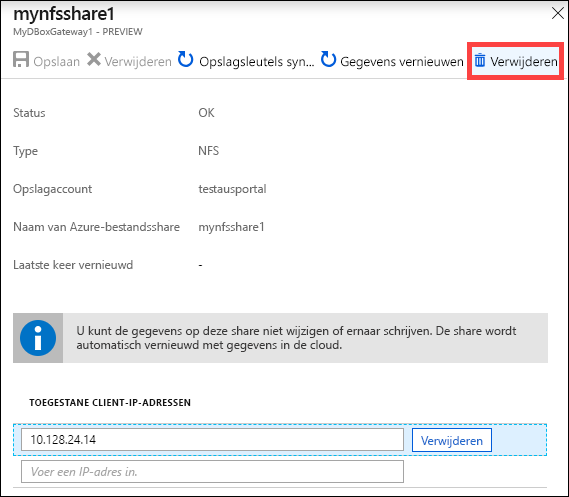 mynfsshare1
MyDBoxGateway1 - PREVIEW
Opslaan Verwijderen Opslagsleutels syn... Gegevens vernieuwen Verwijderen
Status OK
Type NFS
Opslagaccount testausportal
Naam van Azure-bestandsshare mynfsshare1
Laatste keer vernieuwd -
U kunt de gegevens op deze share niet wijzigen of ernaar schrijven. De share wordt
automatisch vernieuwd met gegevens in de cloud.
TOEGESTANE CLIENT-IP-ADRESSEN
10.128.24.14 Verwijderen
Voer een IP-adres in.